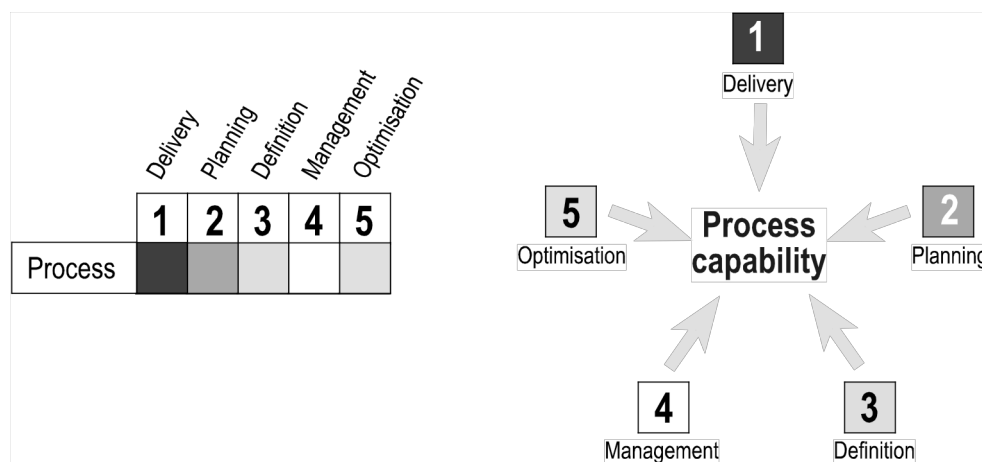 Delivery
Planning
Definition
Management
Optimisation
1 2 3 4 5
Process
1
Delivery
5
Optimisation
Process
capability
2
Planning
4
Management
3
Definition